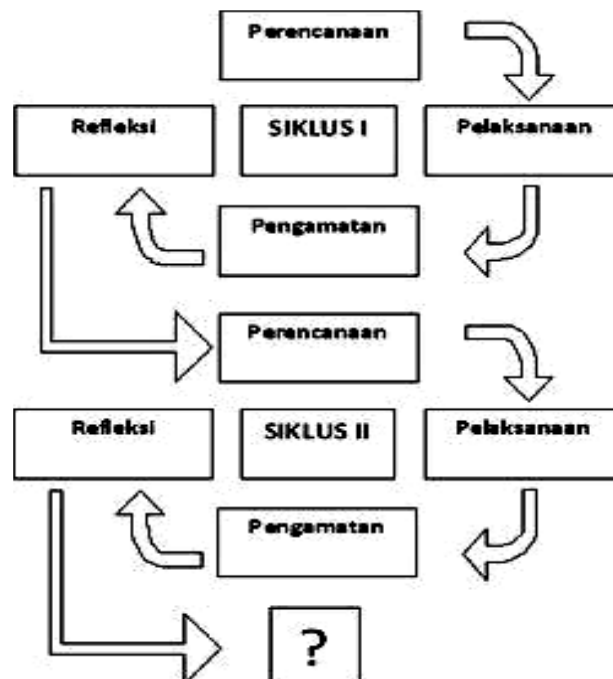 Perencanaan
Refleksi
SIKLUS I
Pelaksanaan
Pengamatan
Perencanaan
Refleksi
SIKLUS II
Pelaksanaan
Pengamatan
?